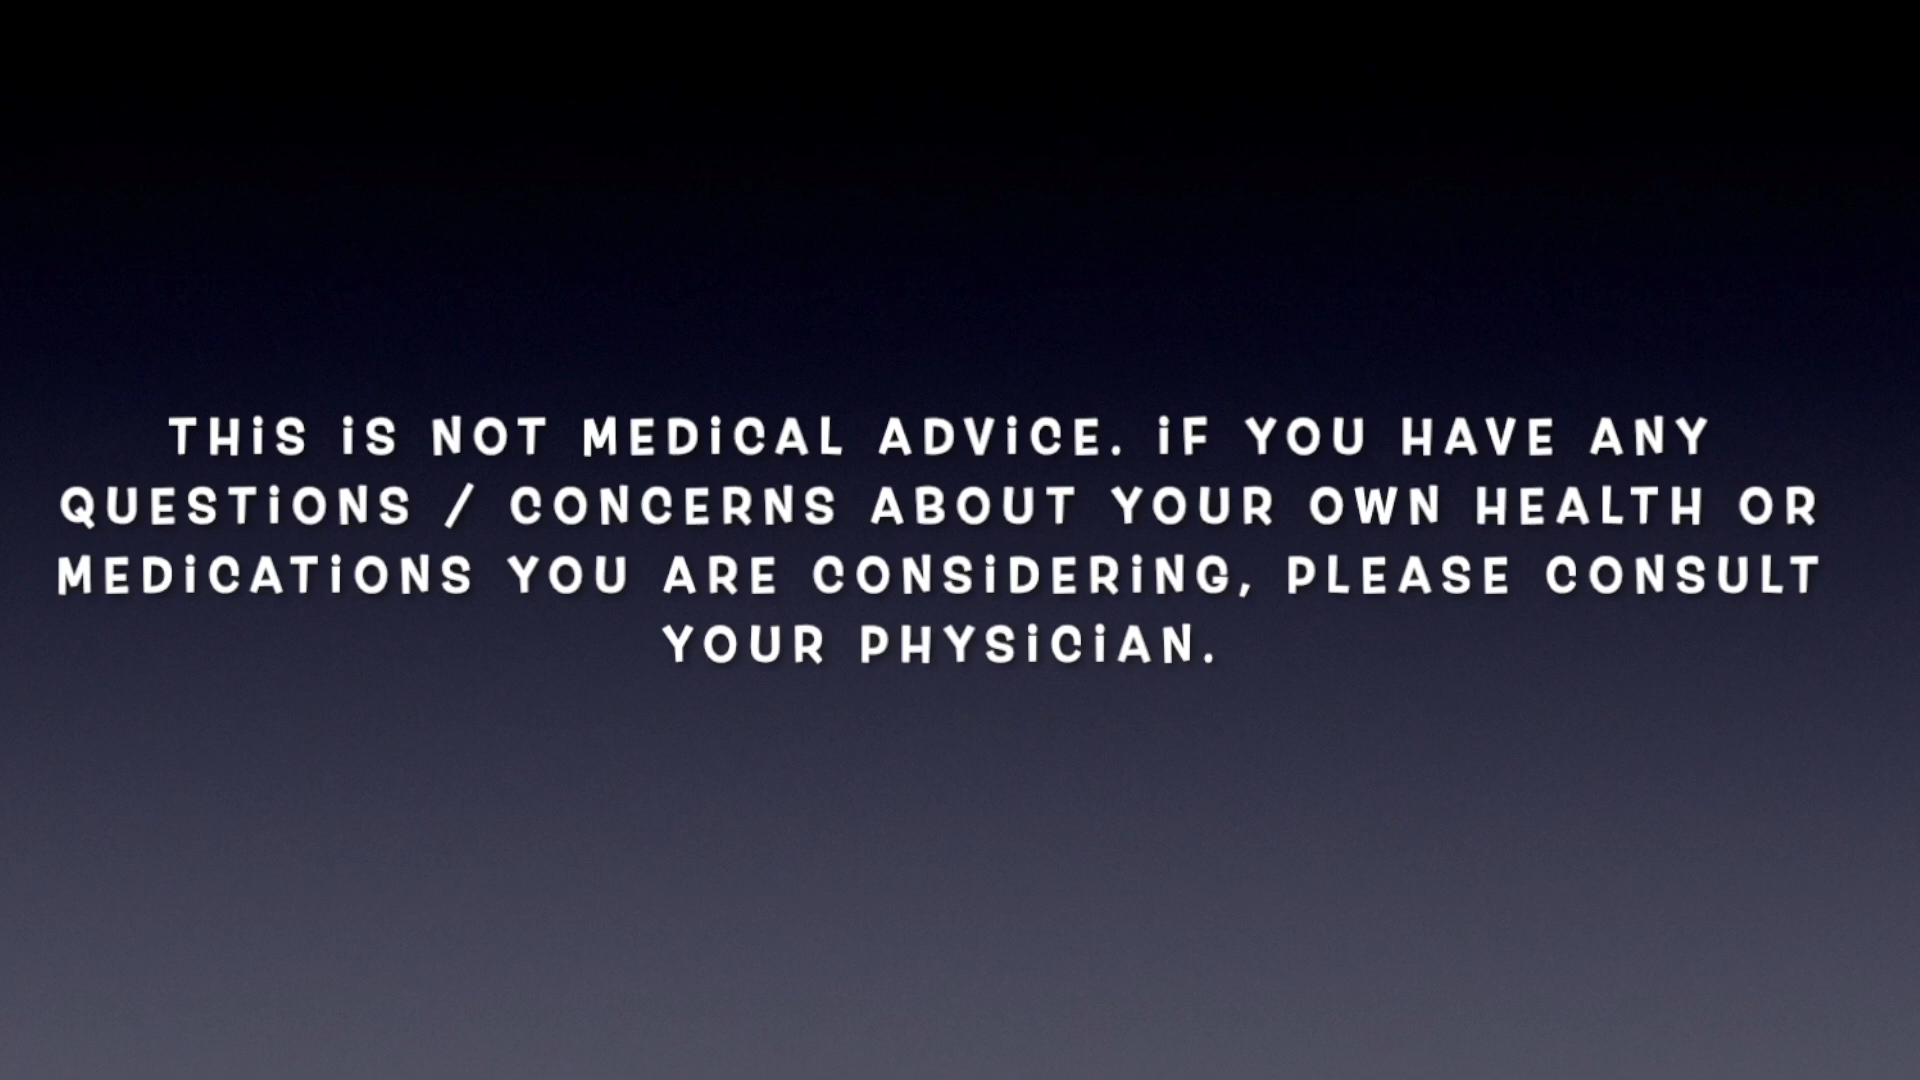 THiS iS NOT MEDiCAL ADViCE. iF YOU HAVE ANY
QUESTiONS / CONCERNS ABOUT YOUR OWN HEALTH OR
MEDiCATiONS YOU ARE CONSiDERiNG, PLEASE CONSULT
YOUR PHYSiCiAN.